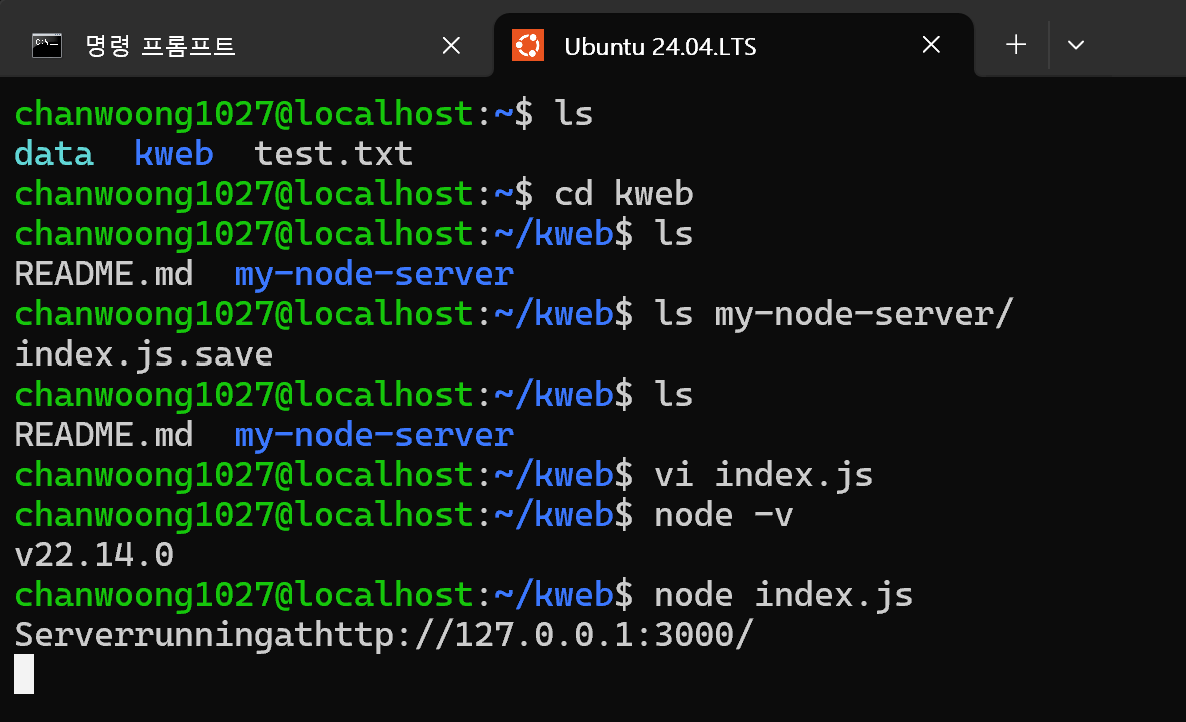 명령 프롬프트
Ubuntu 24.04.LTS
chanwoong1027@localhost:~$ ls
data  kweb  test.txt
chanwoong1027@localhost:~$ cd kweb
chanwoong1027@localhost:~/kweb$ ls
README.md  my-node-server
chanwoong1027@localhost:~/kweb$ ls my-node-server/
index.js.save
chanwoong1027@localhost:~/kweb$ ls
README.md  my-node-server
chanwoong1027@localhost:~/kweb$ vi index.js
chanwoong1027@localhost:~/kweb$ node -v
v22.14.0
chanwoong1027@localhost:~/kweb$ node index.js
Serverrunningathttp://127.0.0.1:3000/